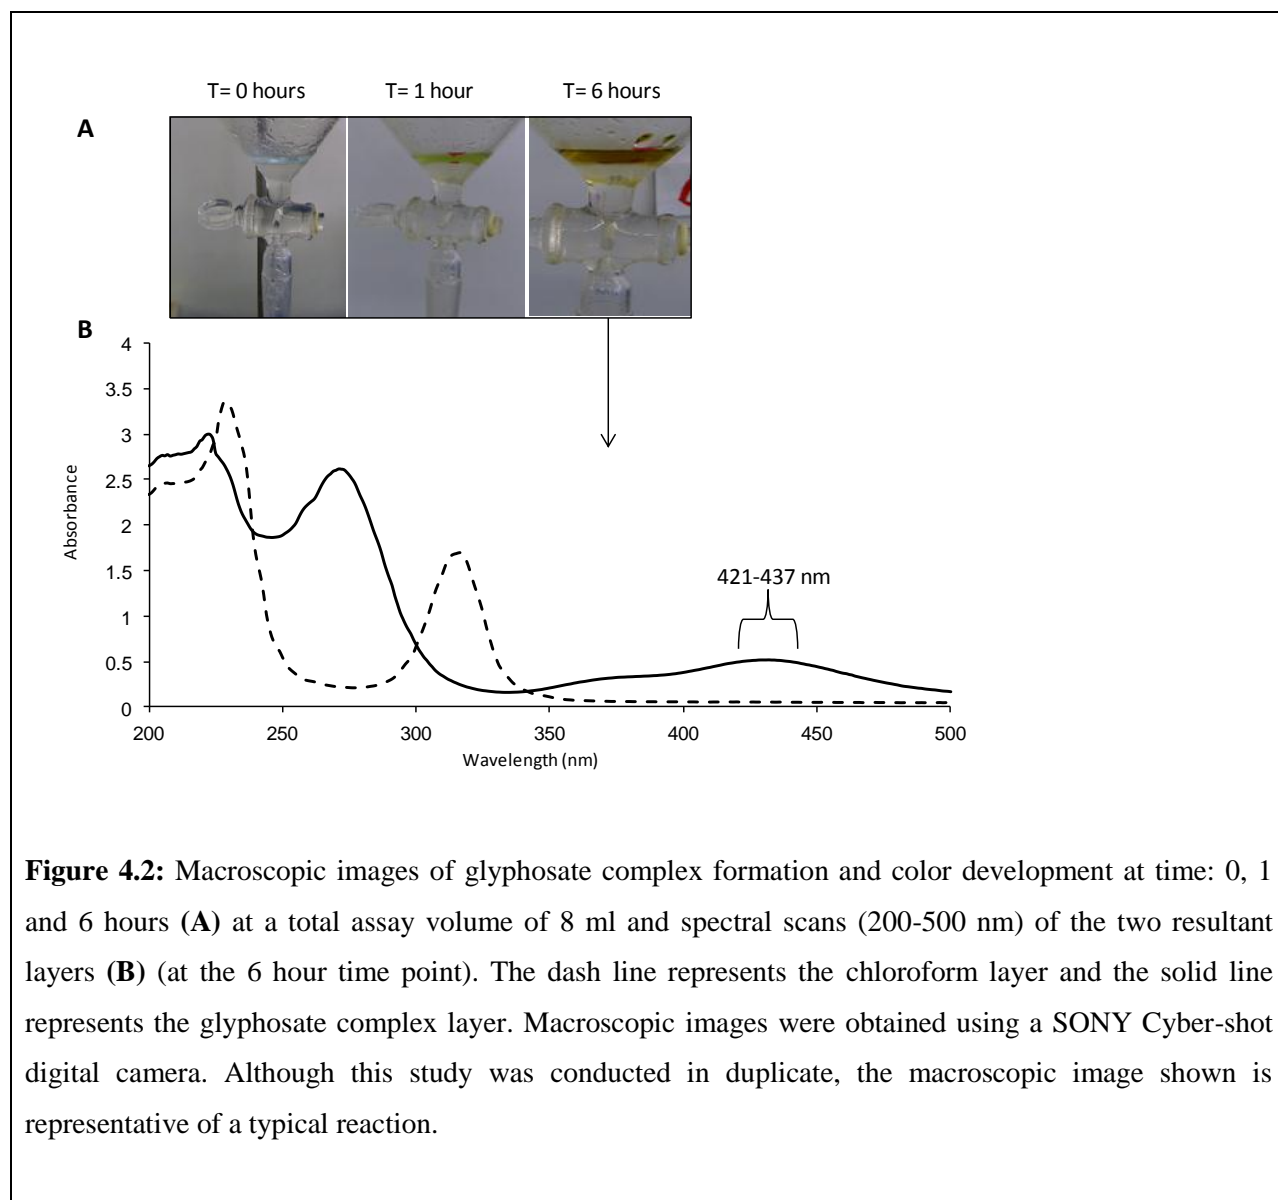 T= 0 hours T= 1 hour T= 6 hours
A
B
4
3.5
3
2.5
2
1.5
1
0.5
0
Absorbance
421-437 nm
200 250 300 350 400 450 500
Wavelength (nm)
Figure 4.2: Macroscopic images of glyphosate complex formation and color development at time: 0, 1
and 6 hours (A) at a total assay volume of 8 ml and spectral scans (200-500 nm) of the two resultant
layers (B) (at the 6 hour time point). The dash line represents the chloroform layer and the solid line
represents the glyphosate complex layer. Macroscopic images were obtained using a SONY Cyber-shot
digital camera. Although this study was conducted in duplicate, the macroscopic image shown is
representative of a typical reaction.